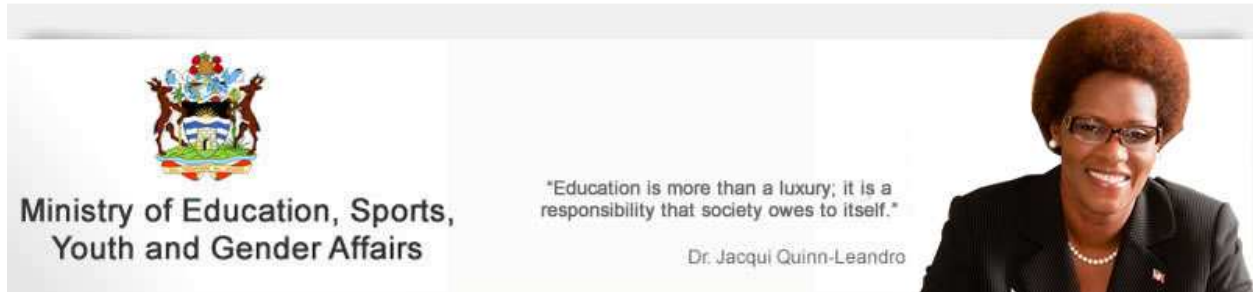 Ministry of Education, Sports,
Youth and Gender Affairs
"Education is more than a luxury; it is a
responsibility that society owes to itself."
Dr. Jacqui Quinn-Leandro